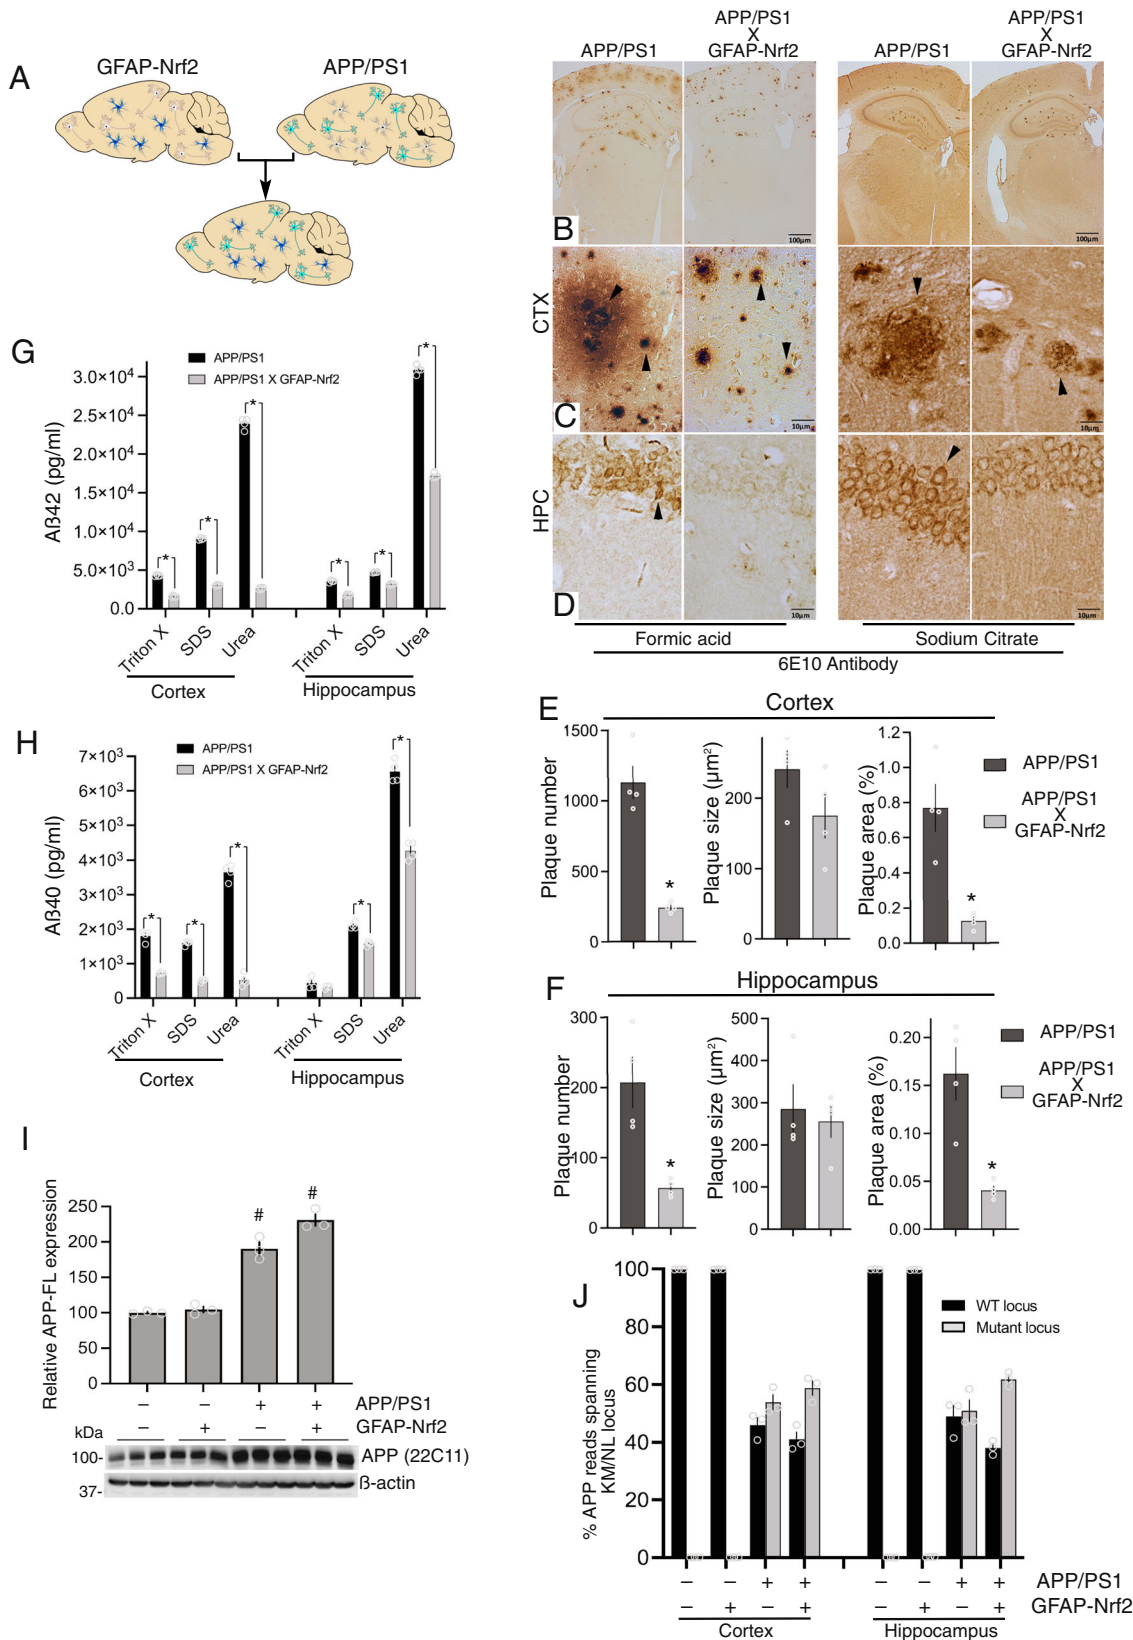 A
GFAP-Nrf2
APP/PS1
APP/PS1
APP/PS1
X
GFAP-Nrf2
APP/PS1
APP/PS1
X
GFAP-Nrf2
B
100µm
100µm
CTX
C
10µm
10µm
HPC
D
10µm
10µm
Formic acid
Sodium Citrate
6E10 Antibody
G
APP/PS1
APP/PS1 X GFAP-Nrf2
Aß42 (pg/ml)
3.0×10⁴
2.5×10⁴
2.0×10⁴
1.5×10⁴
1.0×10⁴
5.0×10³
0.0
* * * * * *
Triton X
SDS
Urea
Triton X
SDS
Urea
Cortex
Hippocampus
H
APP/PS1
APP/PS1 X GFAP-Nrf2
Aß40 (pg/ml)
7×10³
6×10³
5×10³
4×10³
3×10³
2×10³
1×10³
0
* * * * *
Triton X
SDS
Urea
Triton X
SDS
Urea
Cortex
Hippocampus
E
Cortex
Plaque number
1500
1000
500
0
*
Plaque size (µm²)
200
100
0
Plaque area (%)
1.2
1.0
0.8
0.6
0.4
0.2
0.0
*
APP/PS1
APP/PS1
X
GFAP-Nrf2
F
Hippocampus
Plaque number
300
200
100
0
*
Plaque size (µm²)
500
400
300
200
100
0
Plaque area (%)
0.20
0.15
0.10
0.05
0.00
*
APP/PS1
APP/PS1
X
GFAP-Nrf2
I
Relative APP-FL expression
250
200
150
100
50
0
# #
– – + + APP/PS1
– + – + GFAP-Nrf2
kDa
100-
APP (22C11)
37-
ß-actin
J
% APP reads spanning
KM/NL locus
100
80
60
40
20
0
WT locus
Mutant locus
– – + + – – + + APP/PS1
– + – + – + – + GFAP-Nrf2
Cortex
Hippocampus